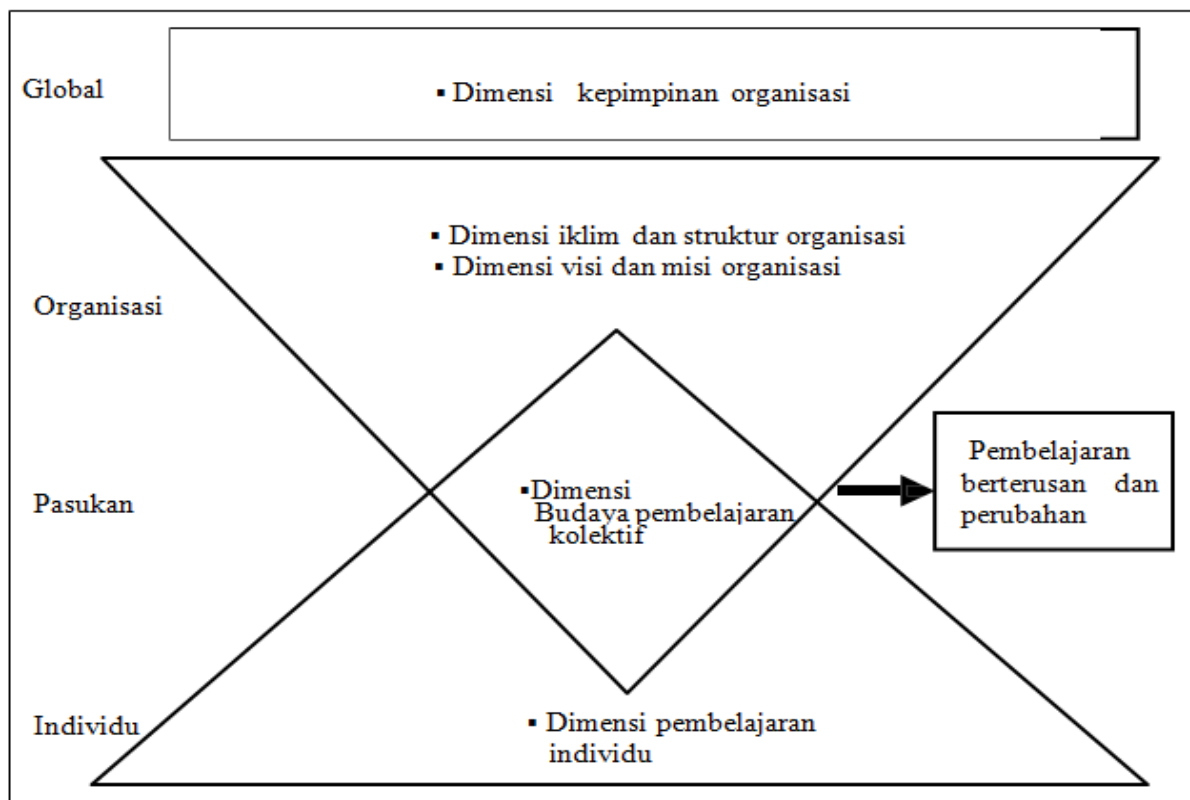 Global
▪ Dimensi kepimpinan organisasi
▪ Dimensi iklim dan struktur organisasi
▪ Dimensi visi dan misi organisasi
Organisasi
Pasukan
▪Dimensi
Budaya pembelajaran
kolektif
Pembelajaran
berterusan dan
perubahan
Individu
▪ Dimensi pembelajaran
individu